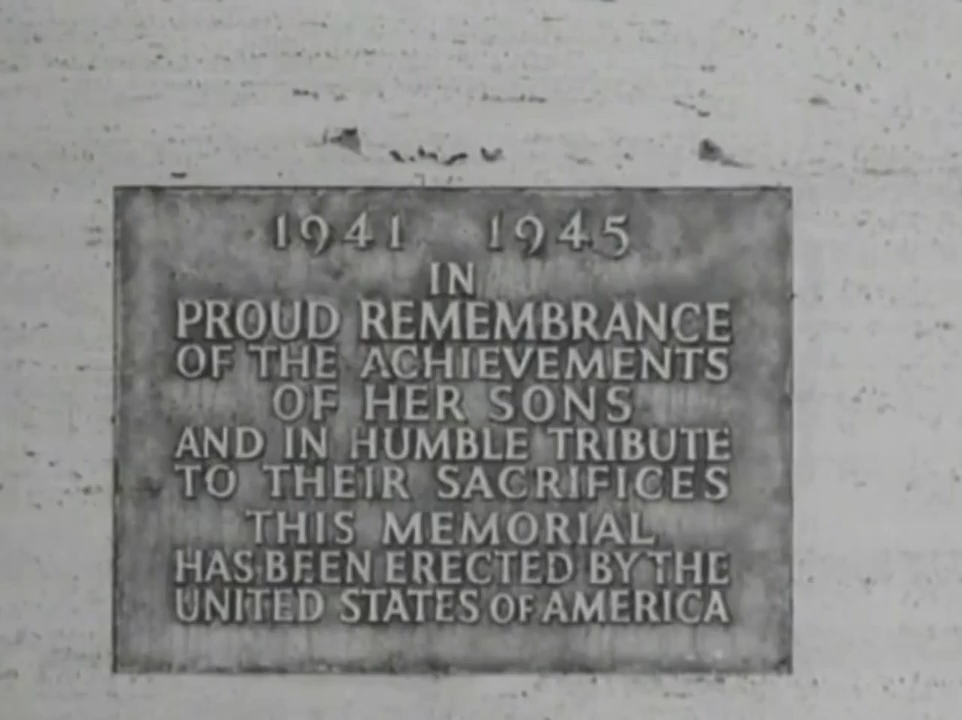 1941 1945
IN
PROUD REMEMBRANCE
OF THE ACHIEVEMENTS
OF HER SONS
AND IN HUMBLE TRIBUTE
TO THEIR SACRIFICES
THIS MEMORIAL
HAS BEEN ERECTED BY THE
UNITED STATES OF AMERICA